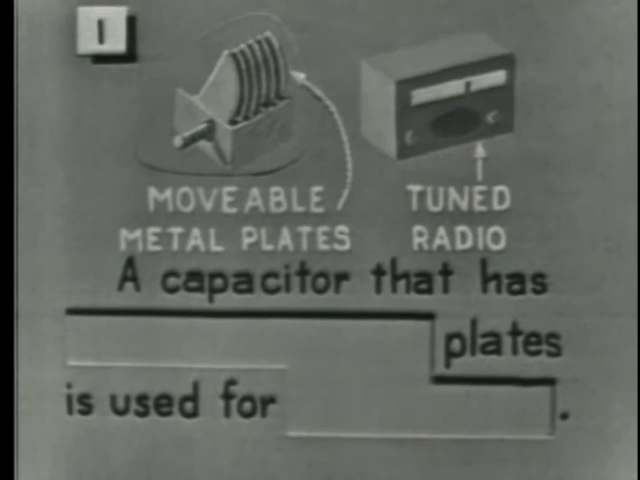 1
MOVEABLE
METAL PLATES
TUNED
RADIO
A capacitor that has
plates
is used for .